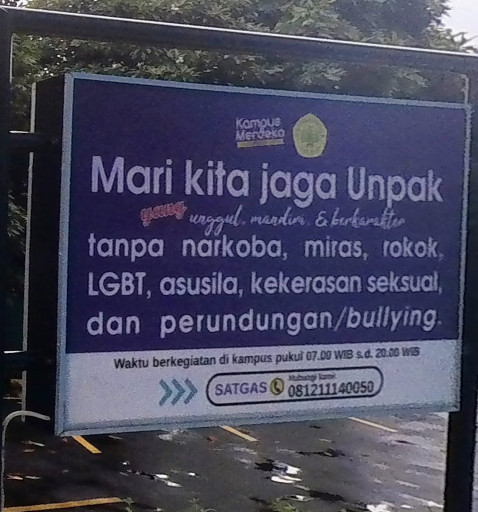 Kampus
Merdeka
Mari kita jaga Unpak
yang unggul, mandiri, & berkarakter
tanpa narkoba, miras, rokok,
LGBT, asusila, kekerasan seksual,
dan perundungan/bullying.
Waktu berkegiatan di kampus pukul 07.00 WIB s.d. 20.00 WIB
SATGAS
Hubungi kami
081211140050